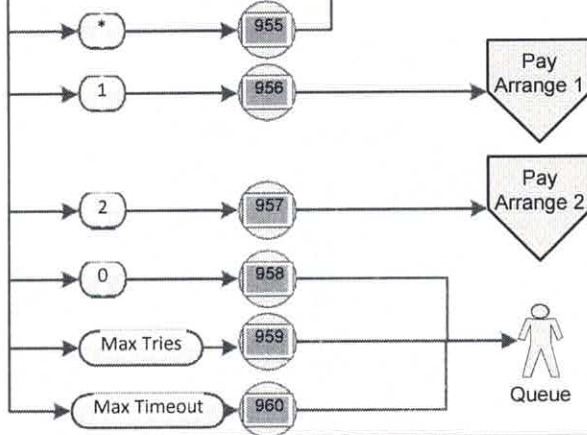 *
955
1
956
Pay
Arrange 1
2
957
Pay
Arrange 2
0
958
Max Tries
959
Queue
Max Timeout
960